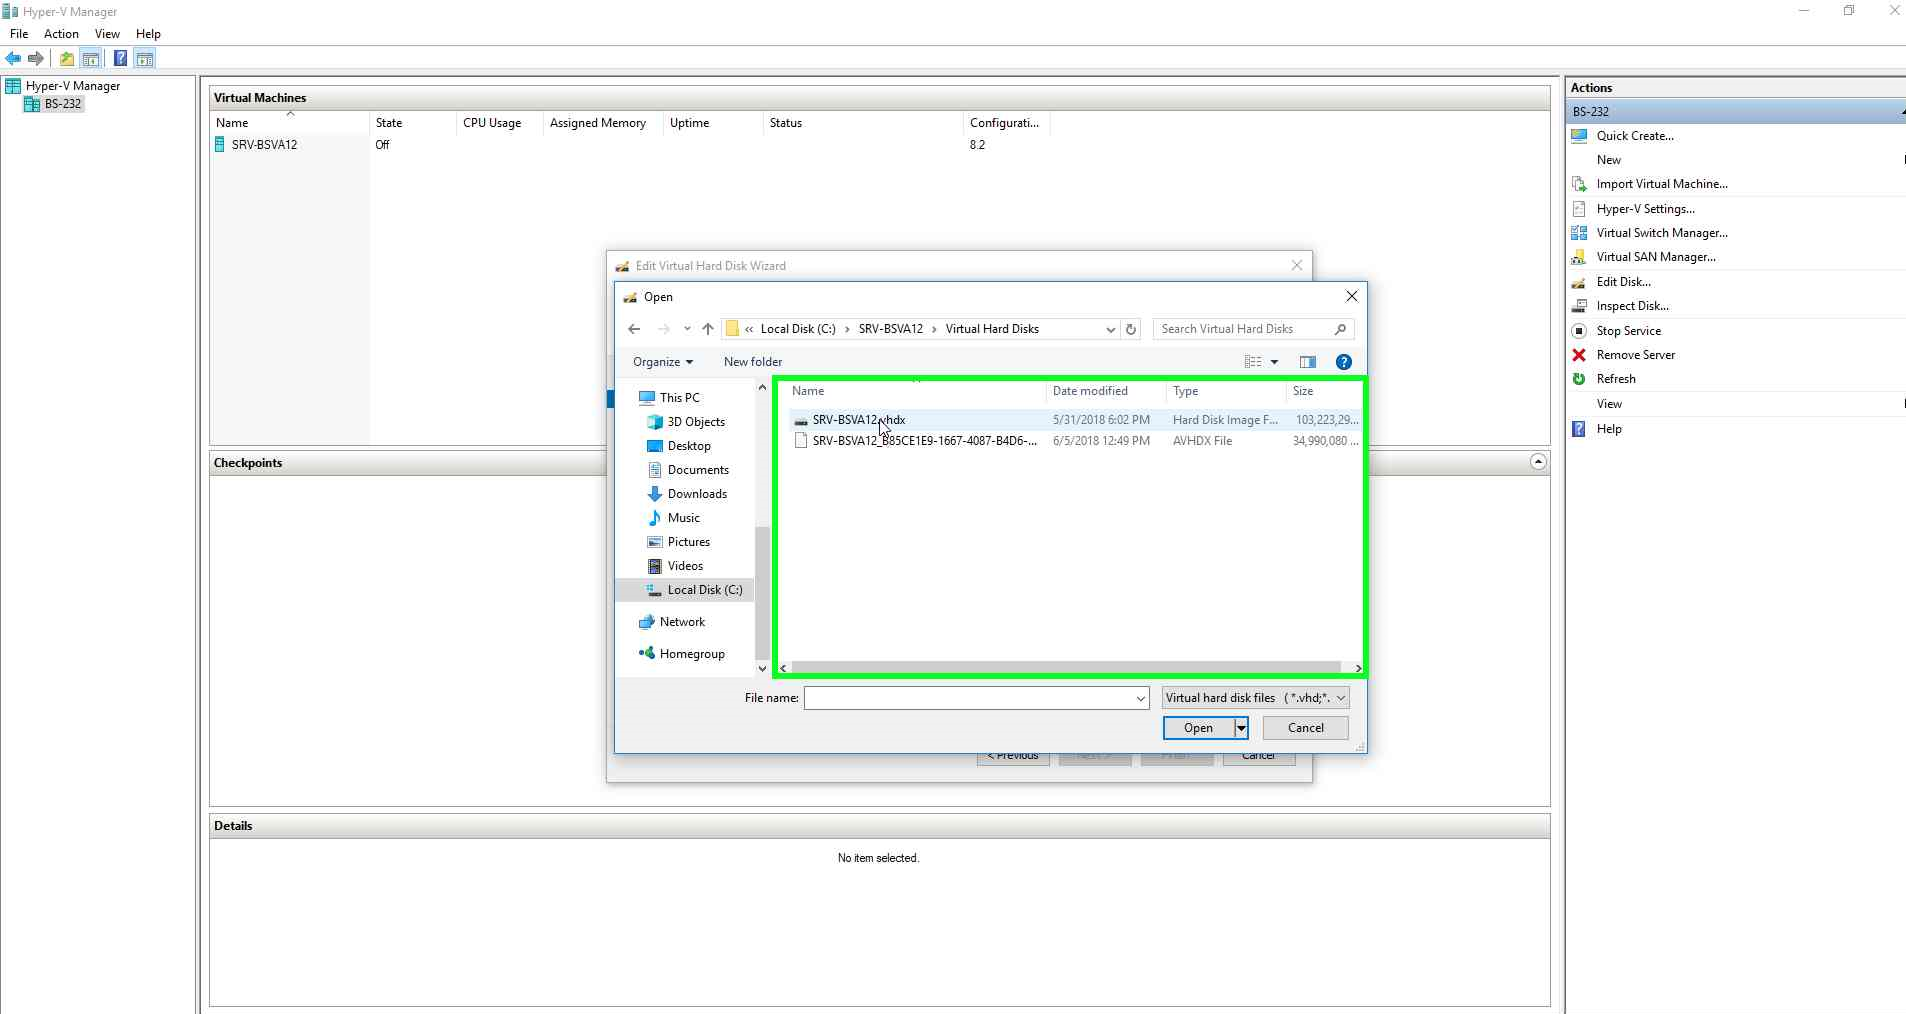 Hyper-V Manager
File Action View Help
Hyper-V Manager
BS-232
Virtual Machines
Name State CPU Usage Assigned Memory Uptime Status Configurati...
SRV-BSVA12 Off 8.2
Edit Virtual Hard Disk Wizard
Open
« Local Disk (C:) › SRV-BSVA12 › Virtual Hard Disks
Search Virtual Hard Disks
Organize New folder
This PC
3D Objects
Desktop
Documents
Downloads
Music
Pictures
Videos
Local Disk (C:)
Network
Homegroup
Name Date modified Type Size
SRV-BSVA12.vhdx 5/31/2018 6:02 PM Hard Disk Image F... 103,223,29...
SRV-BSVA12_B85CE1E9-1667-4087-B4D6-... 6/5/2018 12:49 PM AVHDX File 34,990,080 ...
File name:
Virtual hard disk files ( *.vhd;*.
Open Cancel
< Previous Next > Cancel
Checkpoints
Details
No item selected.
Actions
BS-232
Quick Create...
New
Import Virtual Machine...
Hyper-V Settings...
Virtual Switch Manager...
Virtual SAN Manager...
Edit Disk...
Inspect Disk...
Stop Service
Remove Server
Refresh
View
Help